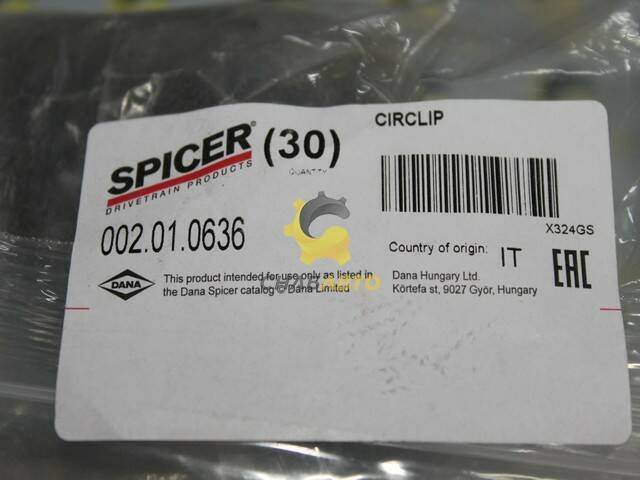 SPICER®
DRIVETRAIN PRODUCTS
(30)
QUANTITY
CIRCLIP
X324GS
002.01.0636
Country of origin: IT
EAC
DANA
This product intended for use only as listed in
the Dana Spicer catalog © Dana Limited
Dana Hungary Ltd.
Körtefa st, 9027 Györ, Hungary